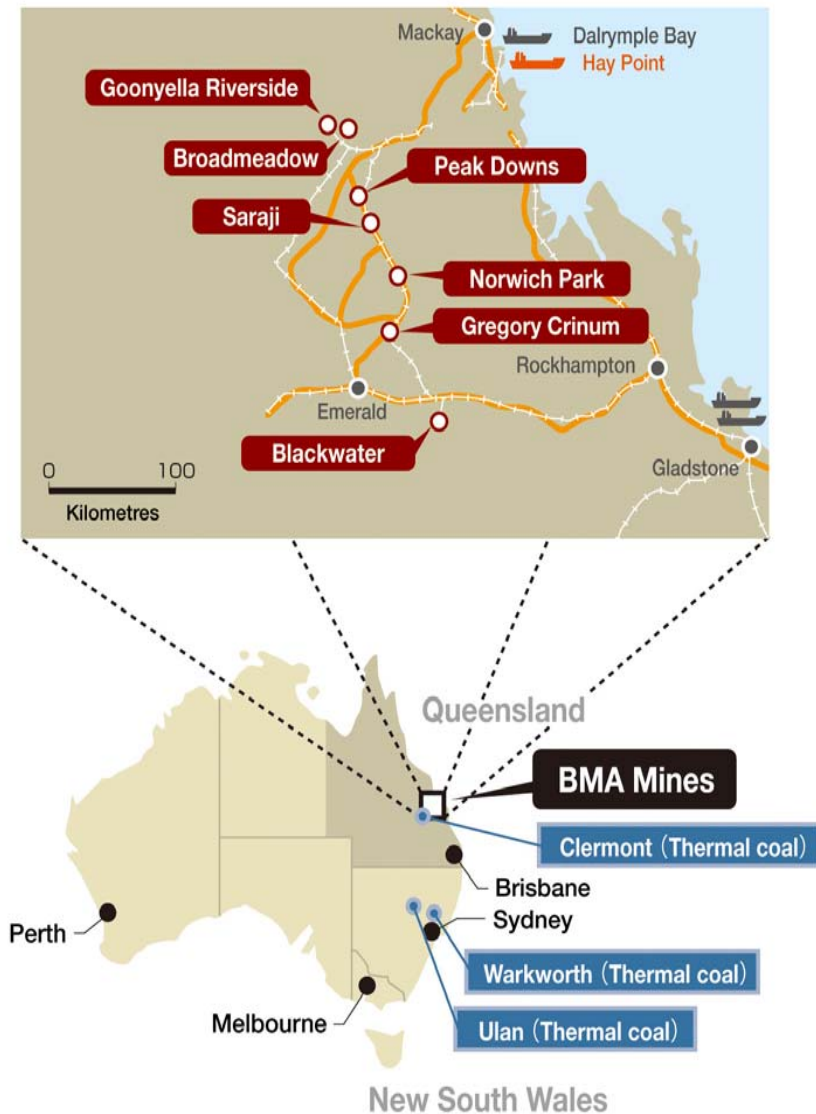 Mackay
Dalrymple Bay
Hay Point
Goonyella Riverside
Broadmeadow
Peak Downs
Saraji
Norwich Park
Gregory Crinum
Rockhampton
Emerald
Blackwater
Gladstone
0 100
Kilometres
Queensland
BMA Mines
Clermont (Thermal coal)
Brisbane
Perth
Sydney
Warkworth (Thermal coal)
Melbourne
Ulan (Thermal coal)
New South Wales